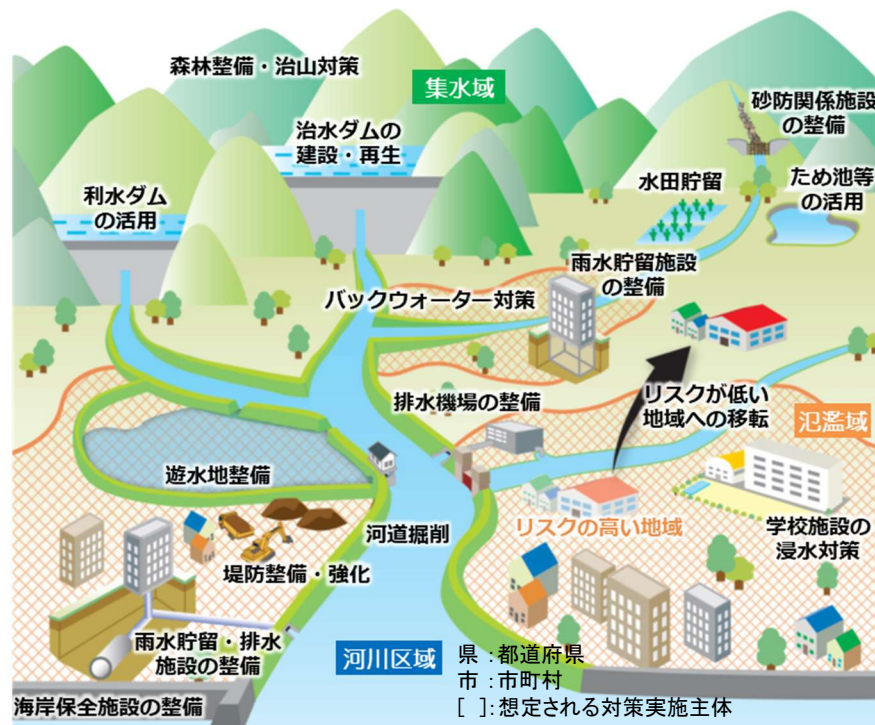 森林整備・治山対策
集水域
砂防関係施設
の整備
治水ダムの
建設・再生
水田貯留
ため池等
の活用
利水ダム
の活用
雨水貯留施設
の整備
バックウォーター対策
リスクが低い
地域への移転
排水機場の整備
氾濫域
遊水地整備
リスクの高い地域
学校施設の
浸水対策
河道掘削
堤防整備・強化
雨水貯留・排水
施設の整備
河川区域
県：都道府県
市：市町村
[ ]：想定される対策実施主体
海岸保全施設の整備